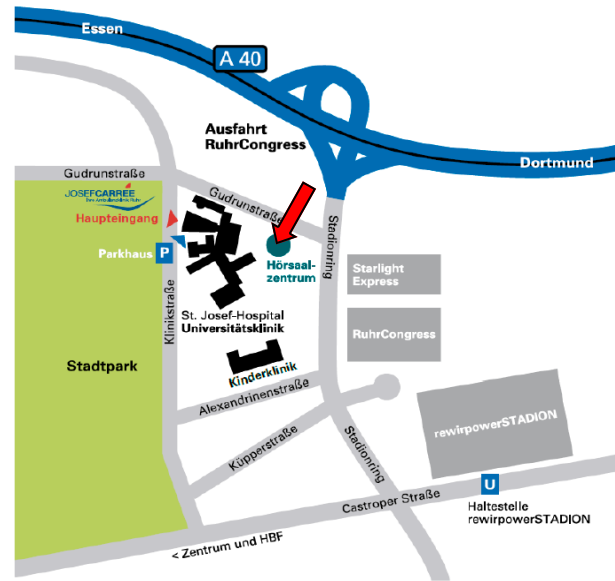 Essen
A 40
Ausfahrt
RuhrCongress
Dortmund
Gudrunstraße
JOSEFCARRÉE
Haupteingang
Gudrunstraße
Stadionring
Parkhaus P
Hörsaal-
zentrum
Starlight
Express
Klinikstraße
St. Josef-Hospital
Universitätsklinik
RuhrCongress
Stadtpark
Kinderklinik
Alexandrinenstraße
Küpperstraße
Stadionring
rewirpowerSTADION
Castroper Straße
U
Haltestelle
rewirpowerSTADION
< Zentrum und HBF